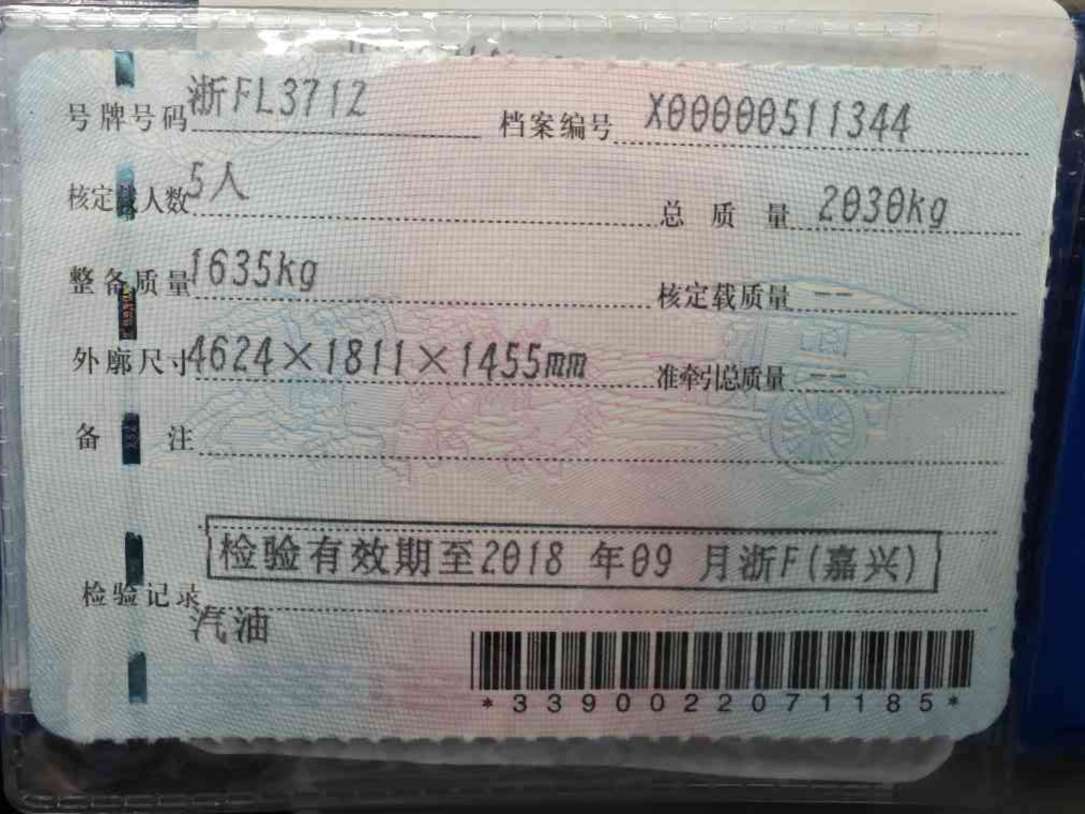 号牌号码 浙FL3712 档案编号 X00000511344
核定载人数 5人 总质量 2030kg
整备质量 1635kg 核定载质量 --
外廓尺寸 4624×1811×1455mm 准牵引总质量 --
备注
检验有效期至2018 年09 月浙F(嘉兴)
检验记录
汽油
*3390022071185*